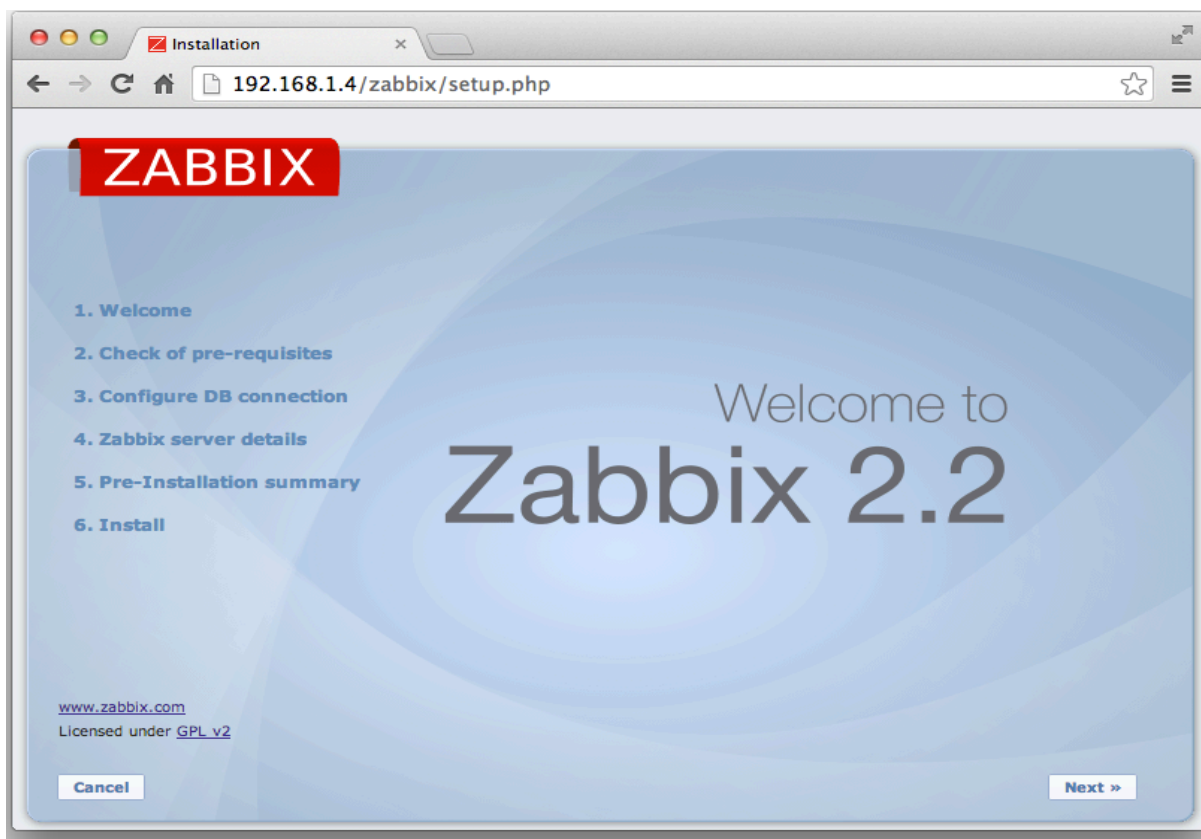 Installation
192.168.1.4/zabbix/setup.php
ZABBIX
1. Welcome
2. Check of pre-requisites
3. Configure DB connection
4. Zabbix server details
5. Pre-Installation summary
6. Install
Welcome to
Zabbix 2.2
www.zabbix.com
Licensed under GPL v2
Cancel
Next »